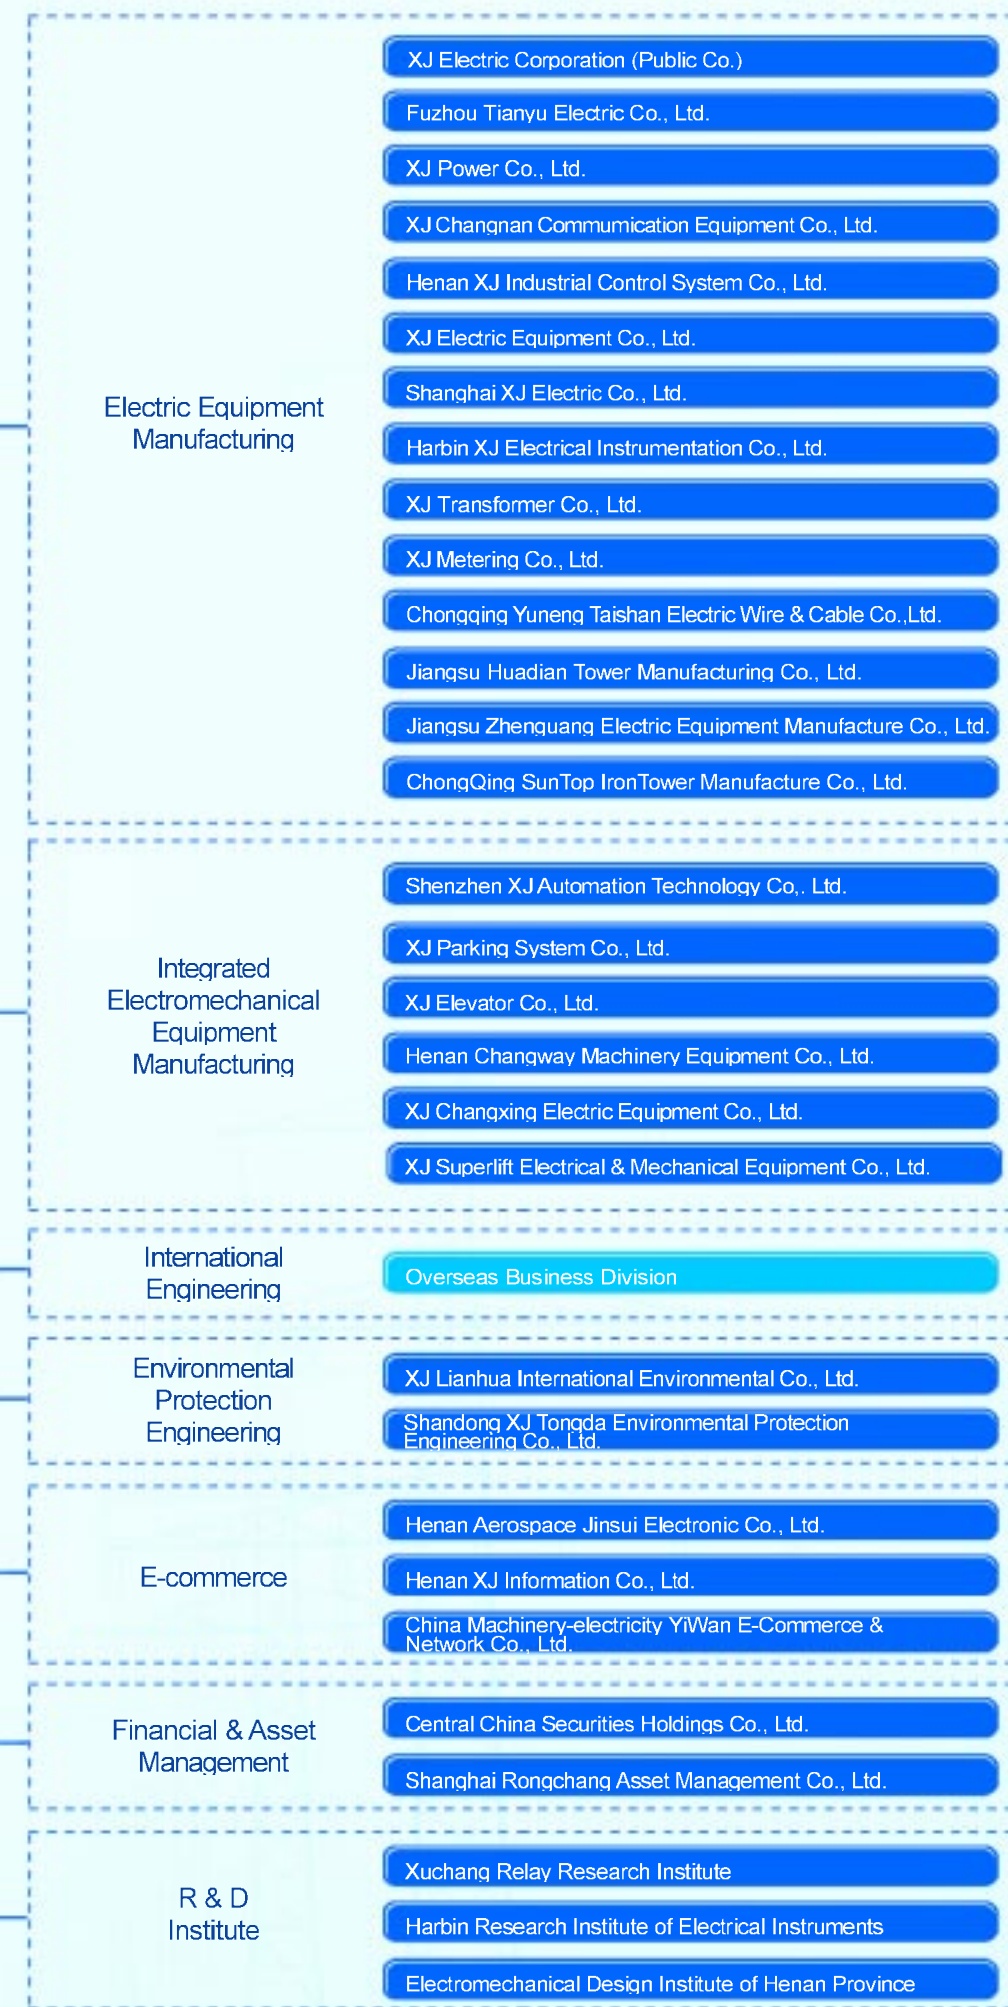 XJ Electric Corporation (Public Co.)
Fuzhou Tianyu Electric Co., Ltd.
XJ Power Co., Ltd.
XJ Changnan Commumication Equipment Co., Ltd.
Henan XJ Industrial Control System Co., Ltd.
XJ Electric Equipment Co., Ltd.
Shanghai XJ Electric Co., Ltd.
Electric Equipment
Manufacturing
Harbin XJ Electrical Instrumentation Co., Ltd.
XJ Transformer Co., Ltd.
XJ Metering Co., Ltd.
Chongqing Yuneng Taishan Electric Wire & Cable Co.,Ltd.
Jiangsu Huadian Tower Manufacturing Co., Ltd.
Jiangsu Zhenguang Electric Equipment Manufacture Co., Ltd.
ChongQing SunTop IronTower Manufacture Co., Ltd.
Integrated
Electromechanical
Equipment
Manufacturing
Shenzhen XJ Automation Technology Co,. Ltd.
XJ Parking System Co., Ltd.
XJ Elevator Co., Ltd.
Henan Changway Machinery Equipment Co., Ltd.
XJ Changxing Electric Equipment Co., Ltd.
XJ Superlift Electrical & Mechanical Equipment Co., Ltd.
International
Engineering
Overseas Business Division
Environmental
Protection
Engineering
XJ Lianhua International Environmental Co., Ltd.
Shandong XJ Tongda Environmental Protection
Engineering Co., Ltd.
E-commerce
Henan Aerospace Jinsui Electronic Co., Ltd.
Henan XJ Information Co., Ltd.
China Machinery-electricity YiWan E-Commerce &
Network Co., Ltd.
Financial & Asset
Management
Central China Securities Holdings Co., Ltd.
Shanghai Rongchang Asset Management Co., Ltd.
R & D
Institute
Xuchang Relay Research Institute
Harbin Research Institute of Electrical Instruments
Electromechanical Design Institute of Henan Province